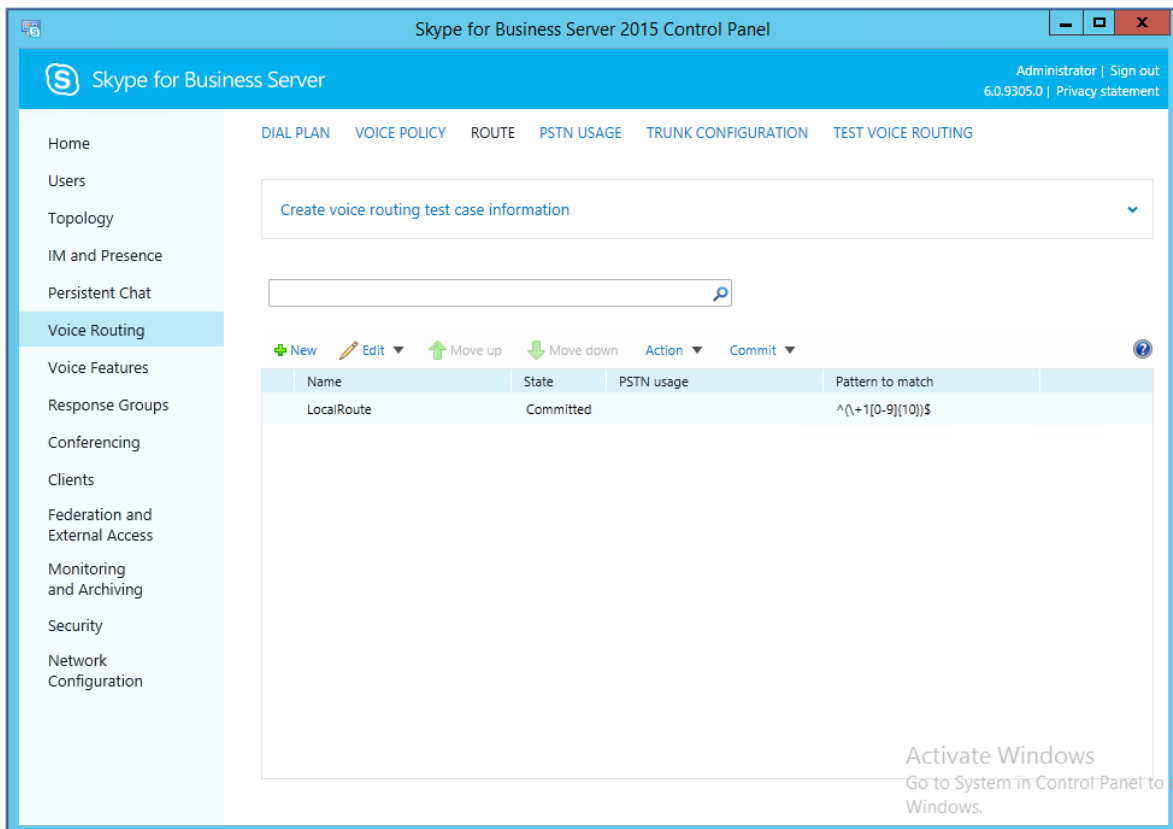 Skype for Business Server 2015 Control Panel
Skype for Business Server
Administrator | Sign out
6.0.9305.0 | Privacy statement
Home
Users
Topology
IM and Presence
Persistent Chat
Voice Routing
Voice Features
Response Groups
Conferencing
Clients
Federation and
External Access
Monitoring
and Archiving
Security
Network
Configuration
DIAL PLAN VOICE POLICY ROUTE PSTN USAGE TRUNK CONFIGURATION TEST VOICE ROUTING
Create voice routing test case information
New Edit Move up Move down Action Commit
Name State PSTN usage Pattern to match
LocalRoute Committed ^(\+1[0-9]{10})$
Activate Windows
Go to System in Control Panel to
Windows.